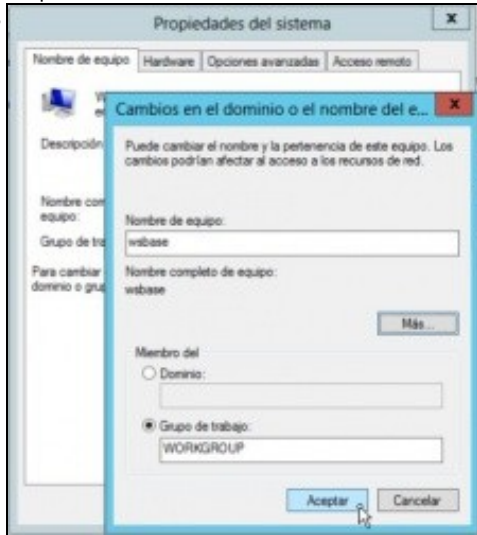 Propiedades del sistema
x
Nombre de equipo Hardware Opciones avanzadas Acceso remoto
Cambios en el dominio o el nombre del e... x
Descripción
Puede cambiar el nombre y la pertenencia de este equipo. Los
cambios podrían afectar al acceso a los recursos de red.
Nombre com
equipo:
Grupo de tra
Para cambiar
dominio o grup
Nombre de equipo:
wsbase
Nombre completo de equipo:
wsbase
Más...
Miembro del
Dominio:
Grupo de trabajo:
WORKGROUP
Aceptar Cancelar